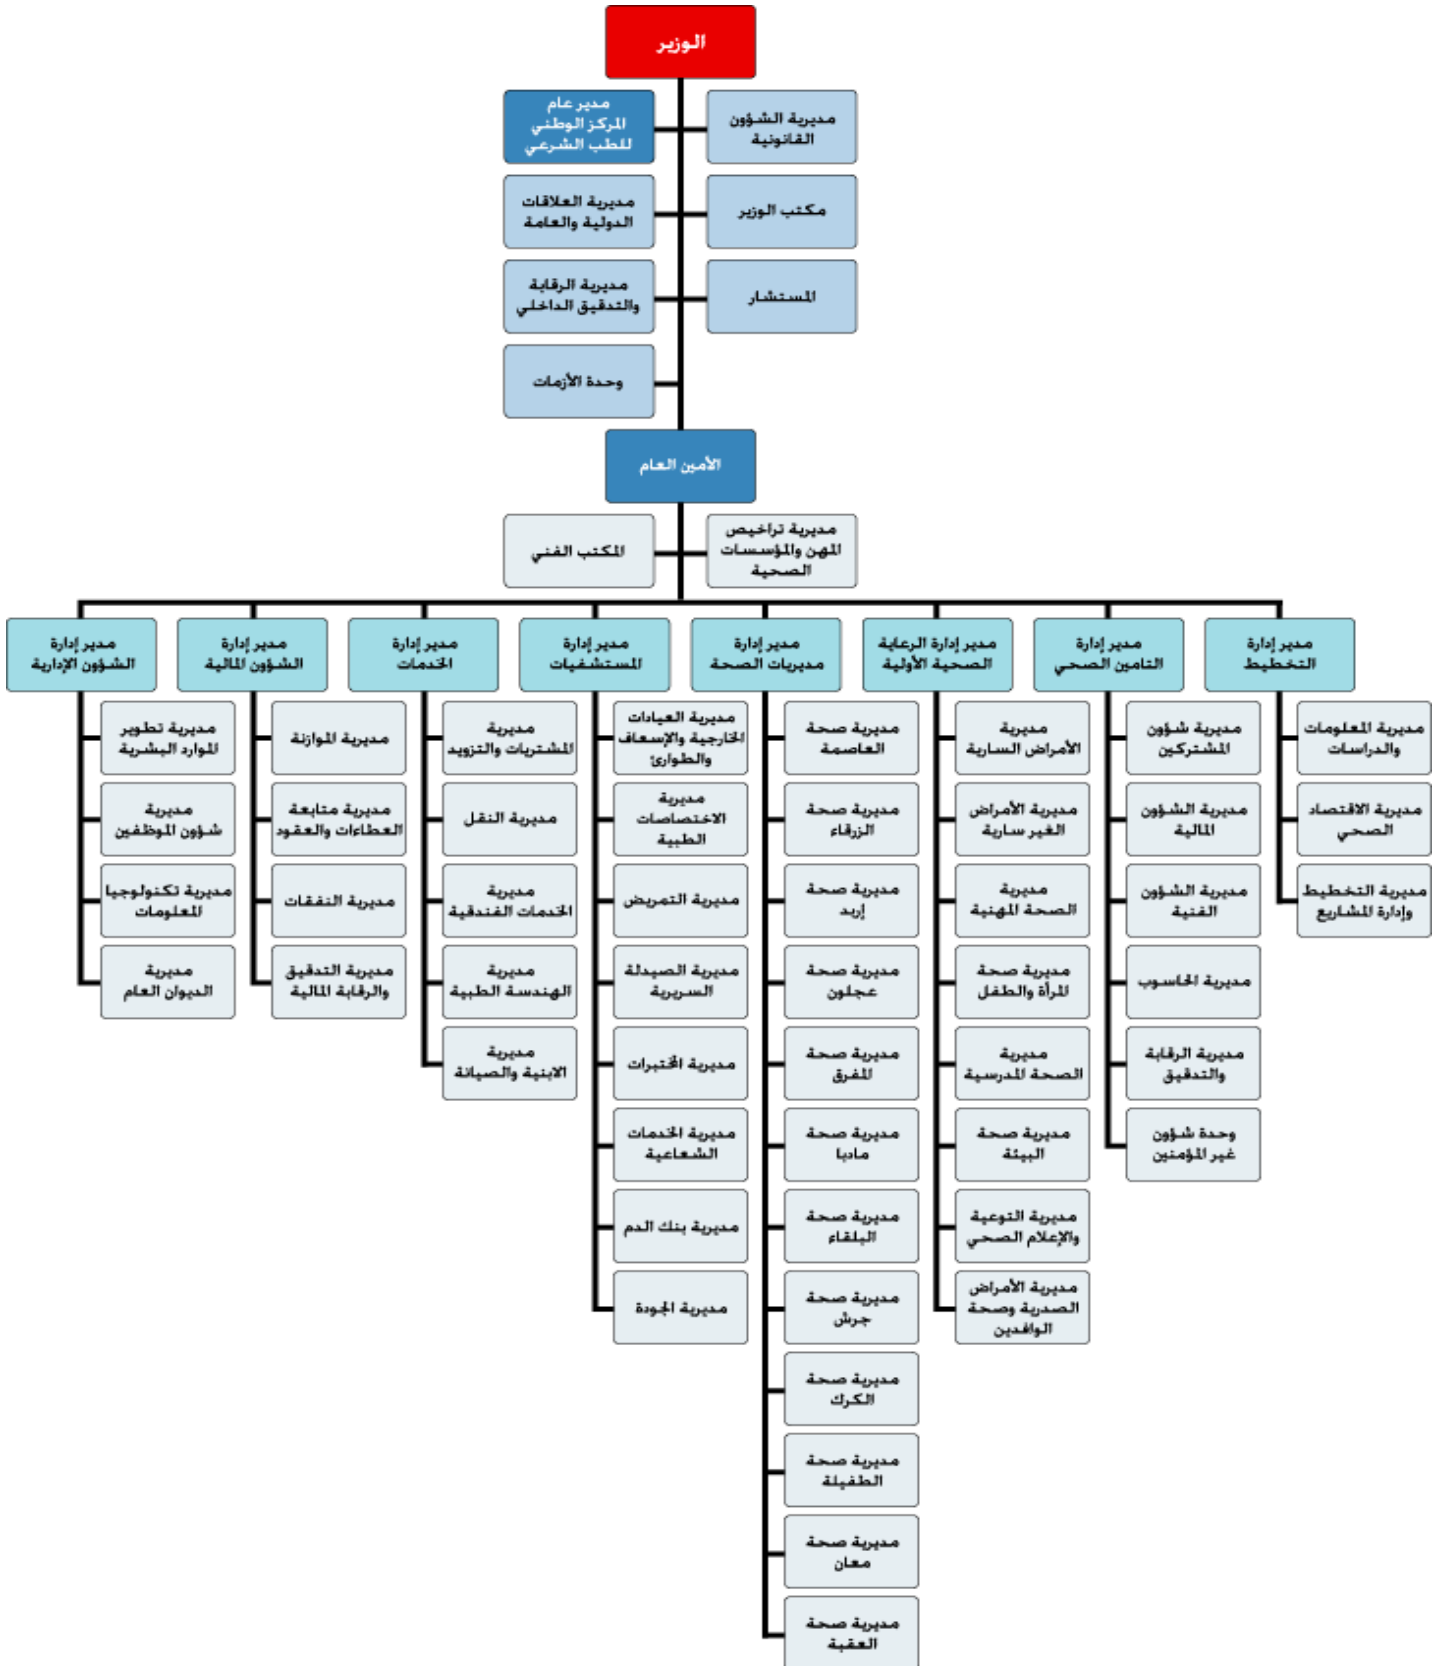 الوزير
مديرية الشؤون
القانونية
مدير عام
المركز الوطني
للطب الشرعي
مكتب الوزير
مديرية العلاقات
الدولية والعامة
المستشار
مديرية الرقابة
والتدقيق الداخلي
وحدة الأزمات
الأمين العام
مديرية تراخيص
المهن والمؤسسات
الصحية
المكتب الفني
مدير إدارة
التخطيط
مديرية المعلومات
والدراسات
مديرية الاقتصاد
الصحي
مديرية التخطيط
وإدارة المشاريع
مدير إدارة
التامين الصحي
مديرية شؤون
المشتركين
مديرية الشؤون
المالية
مديرية الشؤون
الفنية
مديرية الحاسوب
مديرية الرقابة
والتدقيق
وحدة شؤون
غير المؤمنين
مدير إدارة الرعاية
الصحية الأولية
مديرية
الأمراض السارية
مديرية الأمراض
الغير سارية
مديرية
الصحة المهنية
مديرية صحة
المرأة والطفل
مديرية
الصحة المدرسية
مديرية صحة
البيئة
مديرية التوعية
والإعلام الصحي
مديرية الأمراض
الصدرية وصحة
الوافدين
مدير إدارة
مديريات الصحة
مديرية صحة
العاصمة
مديرية صحة
الزرقاء
مديرية صحة
إربد
مديرية صحة
عجلون
مديرية صحة
المفرق
مديرية صحة
مادبا
مديرية صحة
البلقاء
مديرية صحة
جرش
مديرية صحة
الكرك
مديرية صحة
الطفيلة
مديرية صحة
معان
مديرية صحة
العقبة
مدير إدارة
المستشفيات
مديرية العيادات
الخارجية والإسعاف
والطوارئ
مديرية
الاختصاصات
الطبية
مديرية التمريض
مديرية الصيدلة
السريرية
مديرية المختبرات
مديرية الخدمات
الشعاعية
مديرية بنك الدم
مديرية الجودة
مدير إدارة
الخدمات
مديرية
المشتريات والتزويد
مديرية النقل
مديرية
الخدمات الفندقية
مديرية
الهندسة الطبية
مديرية
الابنية والصيانة
مدير إدارة
الشؤون المالية
مديرية الموازنة
مديرية متابعة
العطاءات والعقود
مديرية النفقات
مديرية التدقيق
والرقابة المالية
مدير إدارة
الشؤون الإدارية
مديرية تطوير
الموارد البشرية
مديرية
شؤون الموظفين
مديرية تكنولوجيا
المعلومات
مديرية
الديوان العام